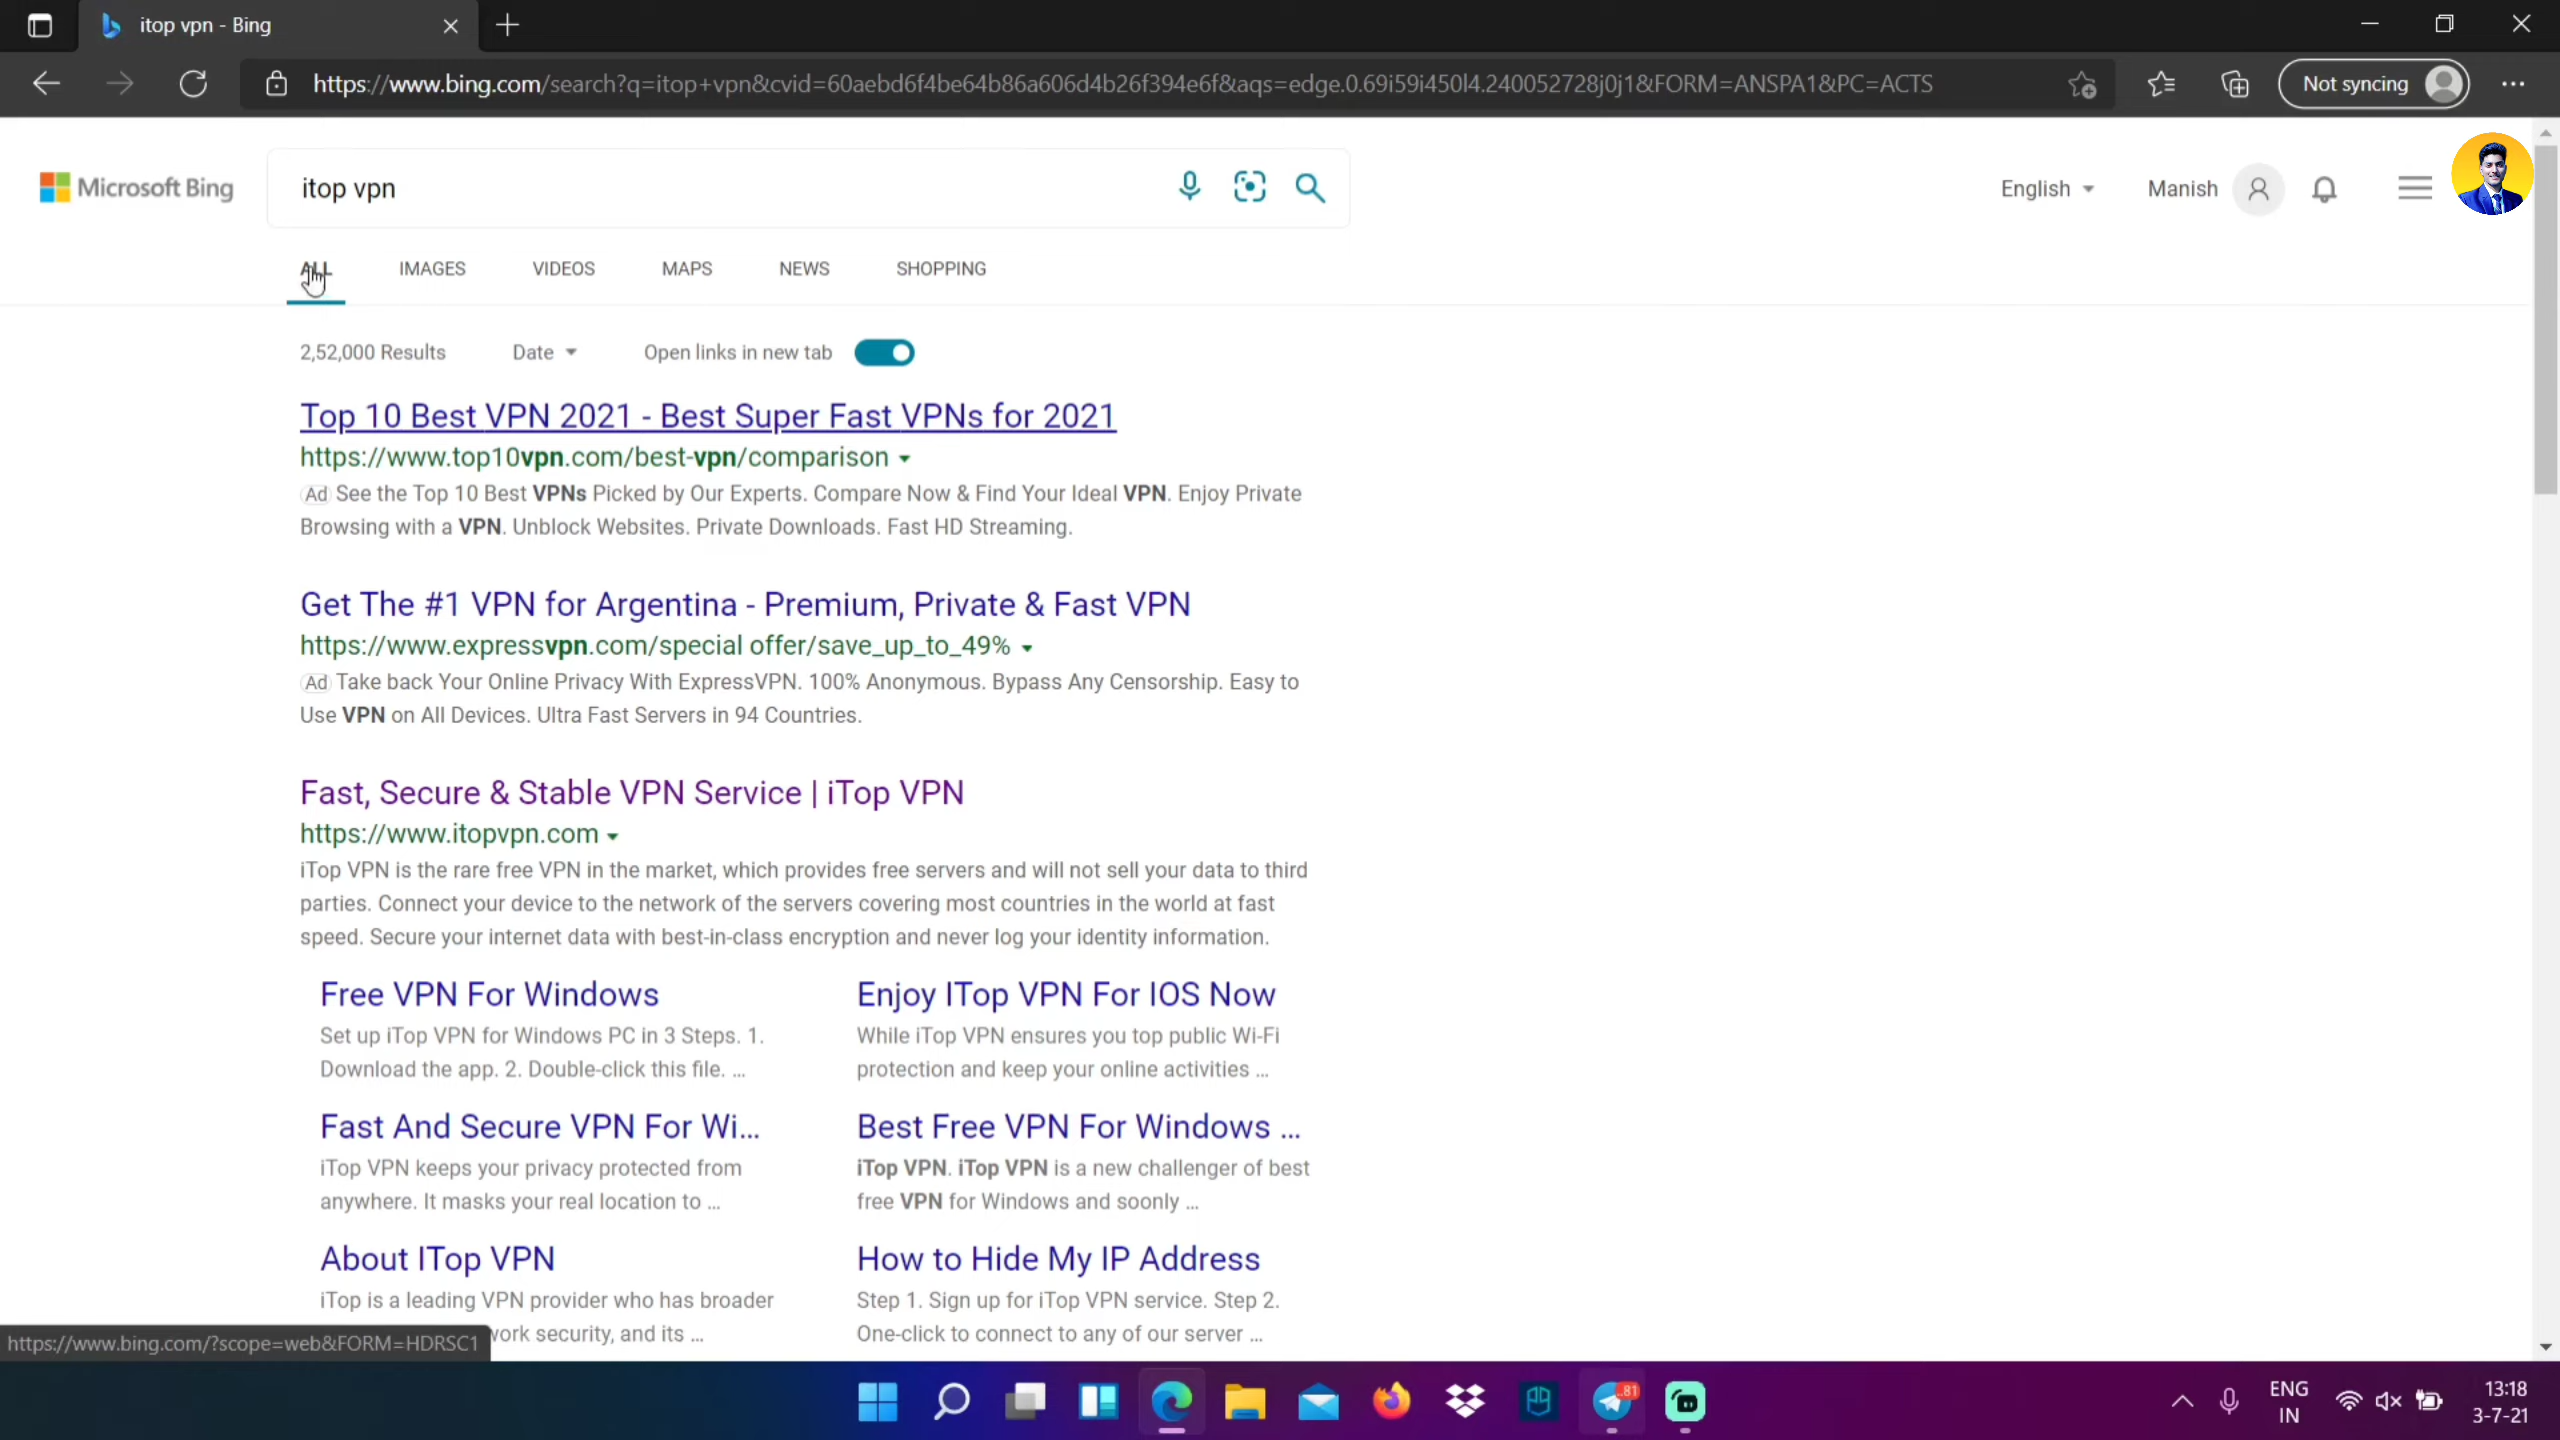 itop vpn - Bing
https://www.bing.com/search?q=itop+vpn&cvid=60aebd6f4be64b86a606d4b26f394e6f&aqs=edge.0.69i59i450l4.240052728j0j1&FORM=ANSPA1&PC=ACTS
Not syncing
Microsoft Bing
itop vpn
English
Manish
ALL
IMAGES
VIDEOS
MAPS
NEWS
SHOPPING
2,52,000 Results
Date
Open links in new tab
Top 10 Best VPN 2021 - Best Super Fast VPNs for 2021
https://www.top10vpn.com/best-vpn/comparison
Ad See the Top 10 Best VPNs Picked by Our Experts. Compare Now & Find Your Ideal VPN. Enjoy Private
Browsing with a VPN. Unblock Websites. Private Downloads. Fast HD Streaming.
Get The #1 VPN for Argentina - Premium, Private & Fast VPN
https://www.expressvpn.com/special offer/save_up_to_49%
Ad Take back Your Online Privacy With ExpressVPN. 100% Anonymous. Bypass Any Censorship. Easy to
Use VPN on All Devices. Ultra Fast Servers in 94 Countries.
Fast, Secure & Stable VPN Service | iTop VPN
https://www.itopvpn.com
iTop VPN is the rare free VPN in the market, which provides free servers and will not sell your data to third
parties. Connect your device to the network of the servers covering most countries in the world at fast
speed. Secure your internet data with best-in-class encryption and never log your identity information.
Free VPN For Windows
Set up iTop VPN for Windows PC in 3 Steps. 1.
Download the app. 2. Double-click this file. ...
Enjoy ITop VPN For IOS Now
While iTop VPN ensures you top public Wi-Fi
protection and keep your online activities ...
Fast And Secure VPN For Wi...
iTop VPN keeps your privacy protected from
anywhere. It masks your real location to ...
Best Free VPN For Windows ...
iTop VPN. iTop VPN is a new challenger of best
free VPN for Windows and soonly ...
About ITop VPN
iTop is a leading VPN provider who has broader
work security, and its ...
How to Hide My IP Address
Step 1. Sign up for iTop VPN service. Step 2.
One-click to connect to any of our server ...
https://www.bing.com/?scope=web&FORM=HDRSC1
..81
ENG
IN
13:18
3-7-21